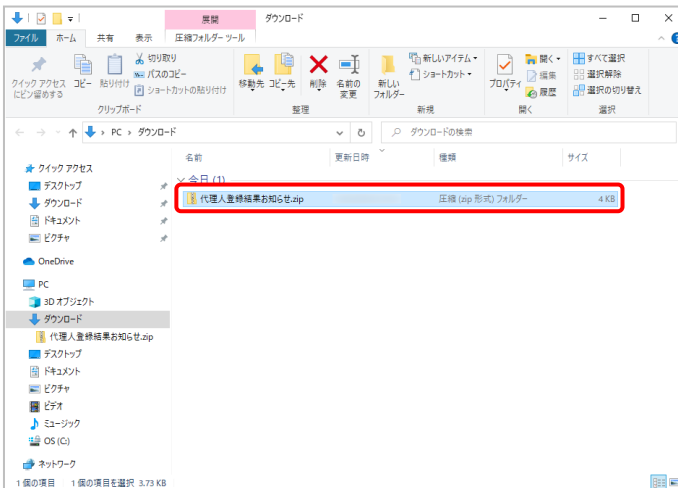 展開 ダウンロード
ファイル ホーム 共有 表示 圧縮フォルダー ツール
クイック アクセスにピン留めする
コピー
貼り付け
切り取り
パスのコピー
ショートカットの貼り付け
クリップボード
移動先
コピー先
削除
名前の変更
整理
新しいフォルダー
新しいアイテム
ショートカット
新規
プロパティ
開く
編集
履歴
開く
すべて選択
選択解除
選択の切り替え
選択
PC › ダウンロード
ダウンロードの検索
名前 更新日時 種類 サイズ
今日 (1)
代理人登録結果お知らせ.zip 圧縮 (zip 形式) フォルダー 4 KB
クイック アクセス
デスクトップ
ダウンロード
ドキュメント
ピクチャ
OneDrive
PC
3D オブジェクト
ダウンロード
代理人登録結果お知らせ.zip
デスクトップ
ドキュメント
ピクチャ
ビデオ
ミュージック
OS (C:)
ネットワーク
1 個の項目 1 個の項目を選択 3.73 KB